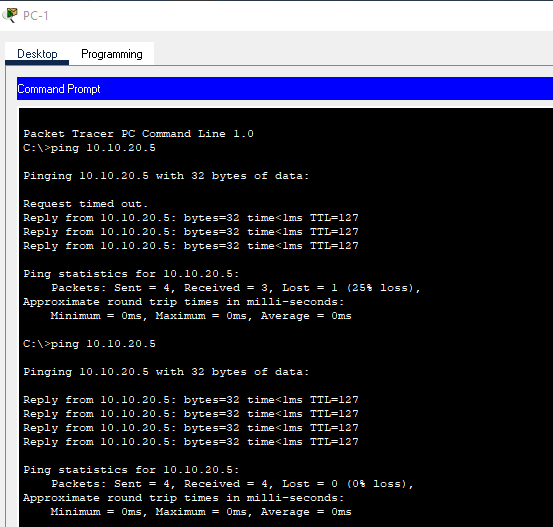 PC-1
Desktop Programming
Command Prompt
Packet Tracer PC Command Line 1.0
C:\>ping 10.10.20.5
Pinging 10.10.20.5 with 32 bytes of data:
Request timed out.
Reply from 10.10.20.5: bytes=32 time<1ms TTL=127
Reply from 10.10.20.5: bytes=32 time<1ms TTL=127
Reply from 10.10.20.5: bytes=32 time<1ms TTL=127
Ping statistics for 10.10.20.5:
    Packets: Sent = 4, Received = 3, Lost = 1 (25% loss),
Approximate round trip times in milli-seconds:
    Minimum = 0ms, Maximum = 0ms, Average = 0ms
C:\>ping 10.10.20.5
Pinging 10.10.20.5 with 32 bytes of data:
Reply from 10.10.20.5: bytes=32 time<1ms TTL=127
Reply from 10.10.20.5: bytes=32 time<1ms TTL=127
Reply from 10.10.20.5: bytes=32 time<1ms TTL=127
Reply from 10.10.20.5: bytes=32 time<1ms TTL=127
Ping statistics for 10.10.20.5:
    Packets: Sent = 4, Received = 4, Lost = 0 (0% loss),
Approximate round trip times in milli-seconds:
    Minimum = 0ms, Maximum = 0ms, Average = 0ms